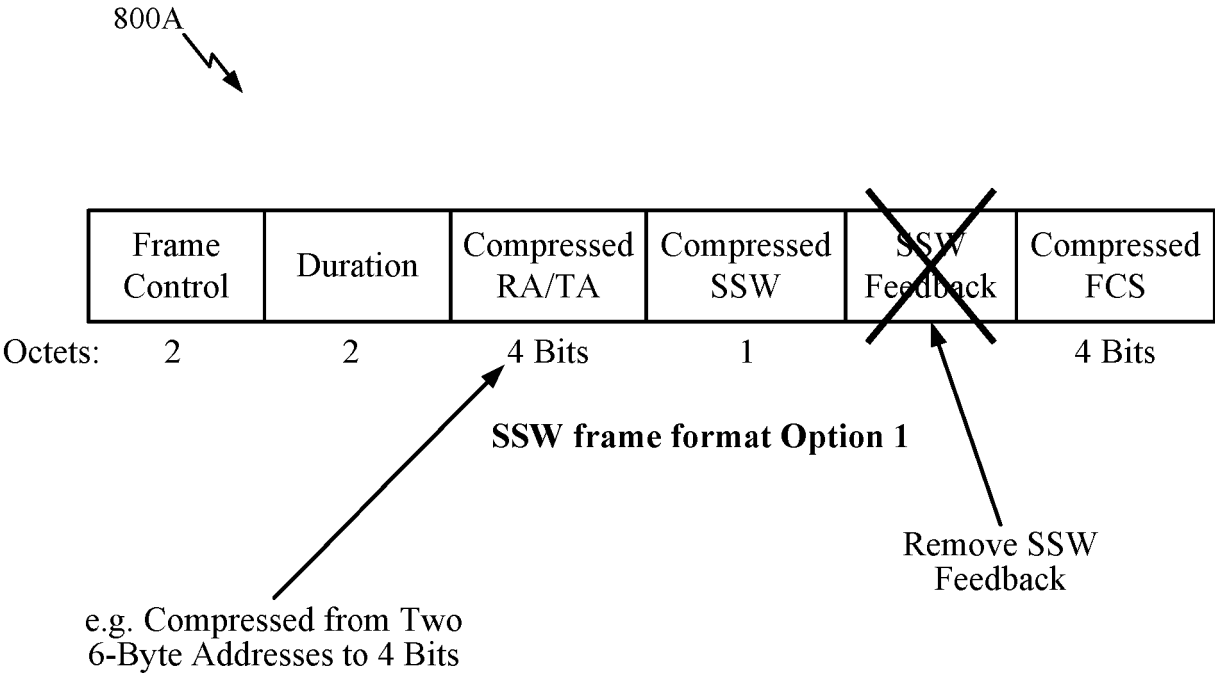 800A
Frame Control
Duration
Compressed RA/TA
Compressed SSW
SSW Feedback
Compressed FCS
Octets: 2 2 4 Bits 1 4 Bits
SSW frame format Option 1
Remove SSW
Feedback
e.g. Compressed from Two
6-Byte Addresses to 4 Bits